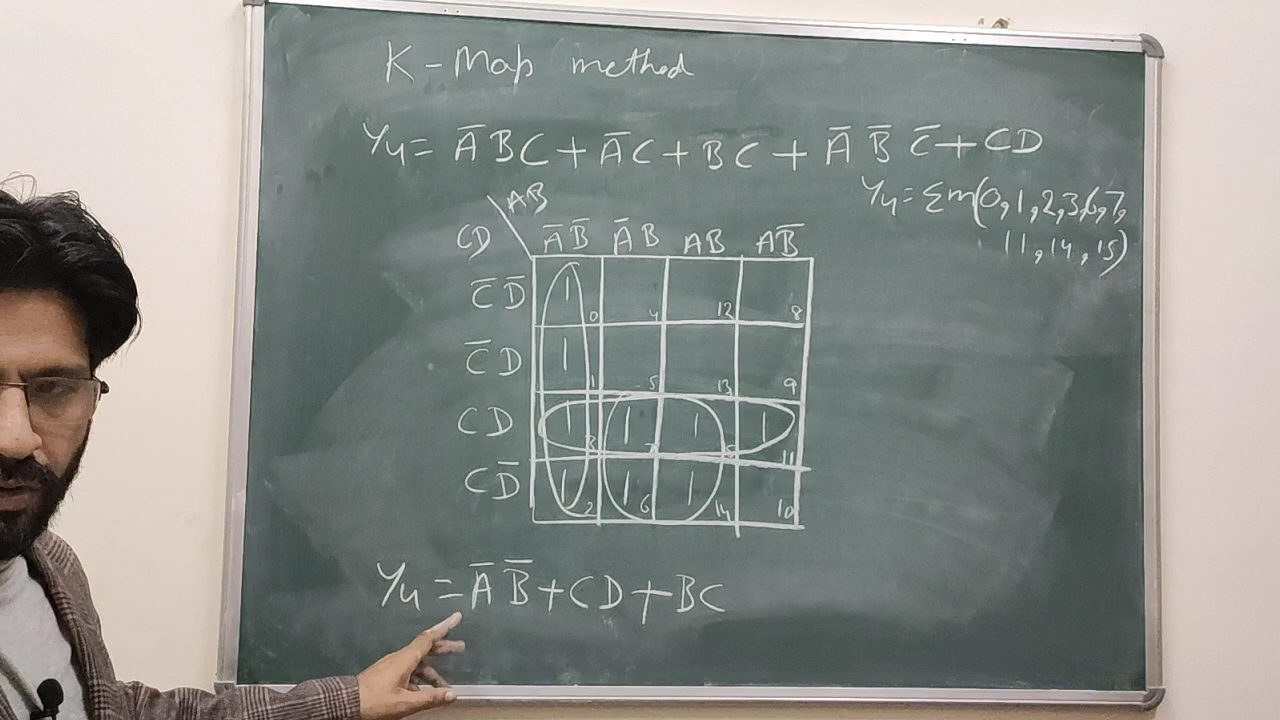 K - Map method
Y4 = A̅BC + A̅C + BC + A̅ B̅ C̅ + CD
Y4 = Σm(0,1,2,3,6,7,
11,14,15)
AB
CD A̅B̅ A̅B AB AB̅
C̅D̅ 1 0 4 12 8
C̅D 1 1 5 13 9
CD 1 3 1 7 1 15 1 11
CD̅ 1 2 1 6 1 14 10
Y4 = A̅ B̅ + CD + BC